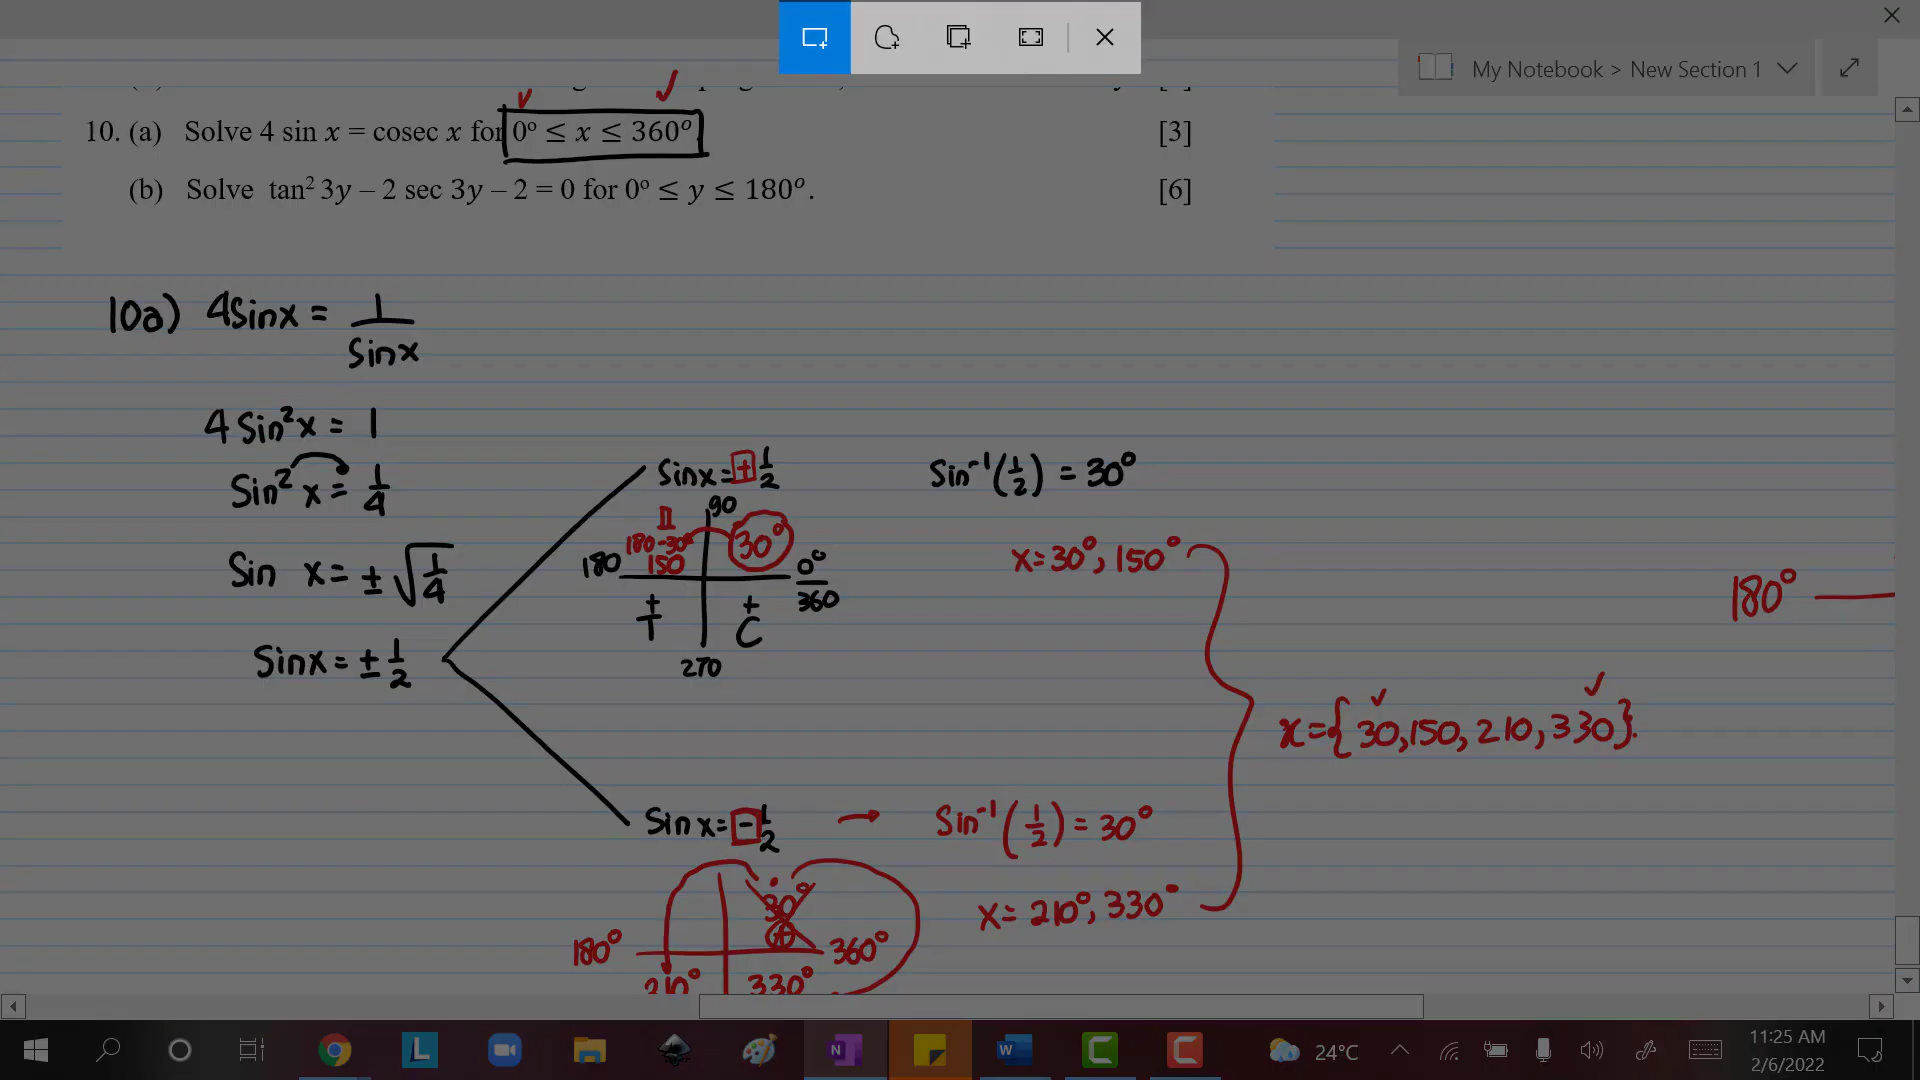 My Notebook > New Section 1
10. (a) Solve 4 sin x = cosec x for 0° ≤ x ≤ 360° [3]
(b) Solve tan² 3y – 2 sec 3y – 2 = 0 for 0° ≤ y ≤ 180°. [6]
10a) 4Sinx = 1/Sinx
4Sin²x = 1
Sin²x = 1/4
Sin x = ± √(1/4)
Sinx = ± 1/2
Sinx = + 1/2
Sin⁻¹(1/2) = 30°
90
II
180-30°
150
30°
180
0°
360
+
T
+
C
270
x = 30°, 150°
180°
x = {30, 150, 210, 330}.
Sinx = - 1/2
Sin⁻¹(1/2) = 30°
x = 210°, 330°
30°
+
180°
360°
210°
330°
24°C
11:25 AM
2/6/2022